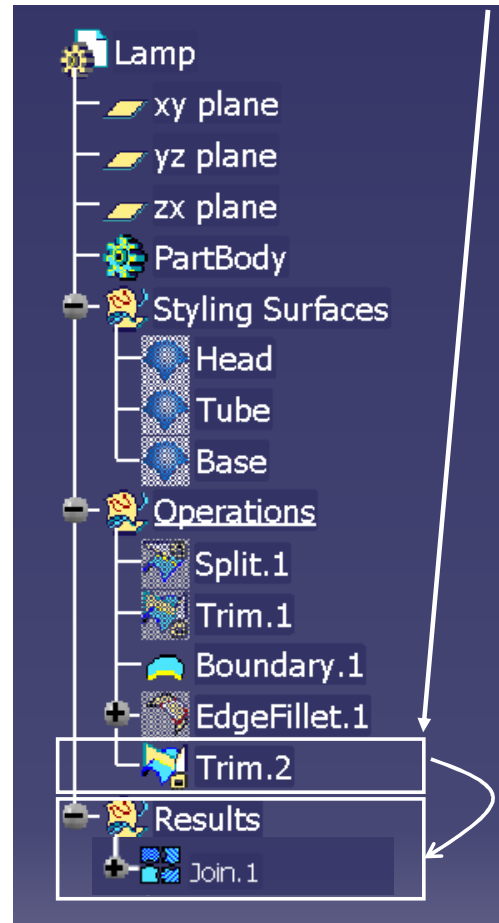 Lamp
xy plane
yz plane
zx plane
PartBody
Styling Surfaces
Head
Tube
Base
Operations
Split.1
Trim.1
Boundary.1
EdgeFillet.1
Trim.2
Results
Join.1